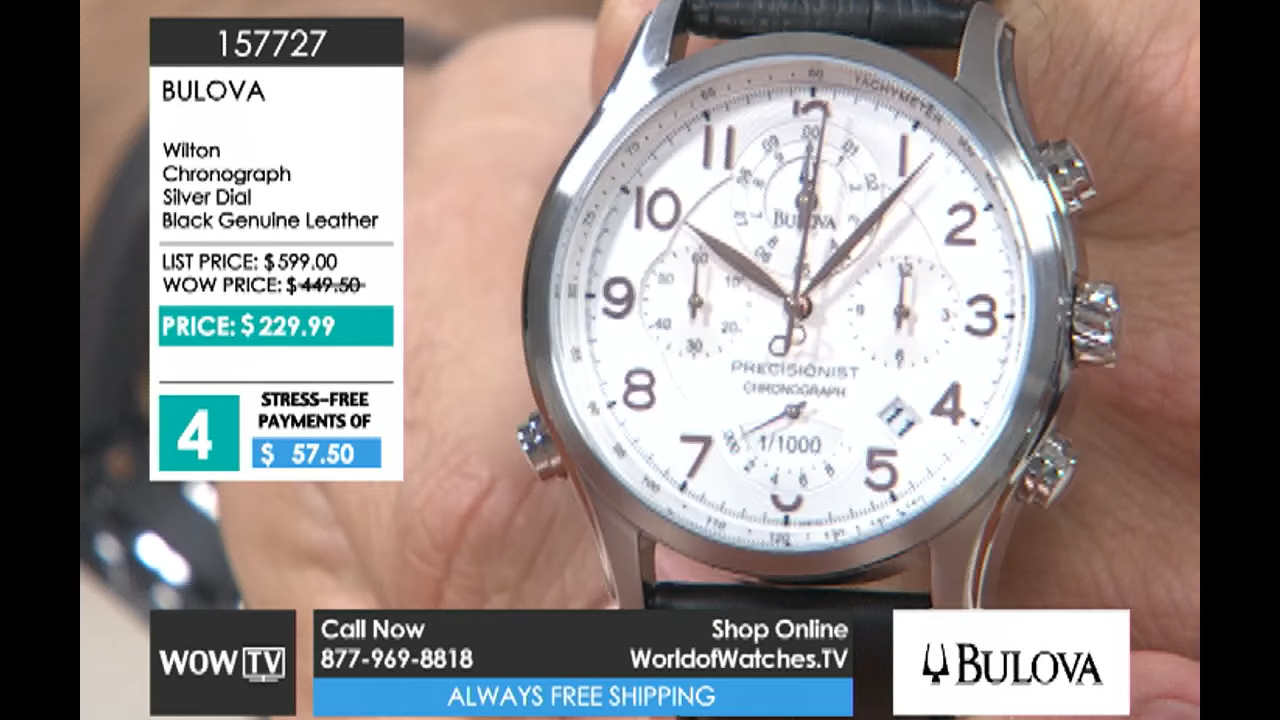 157727
BULOVA
Wilton
Chronograph
Silver Dial
Black Genuine Leather
LIST PRICE: $599.00
WOW PRICE: $449.50
PRICE: $229.99
4
STRESS-FREE
PAYMENTS OF
$ 57.50
TACHYMETER
60
12
11
1
10
2
BULOVA
9
3
PRECISIONIST
CHRONOGRAPH
8
11
4
1/1000
7
5
WOW TV
Call Now
877-969-8818
Shop Online
WorldofWatches.TV
ALWAYS FREE SHIPPING
BULOVA